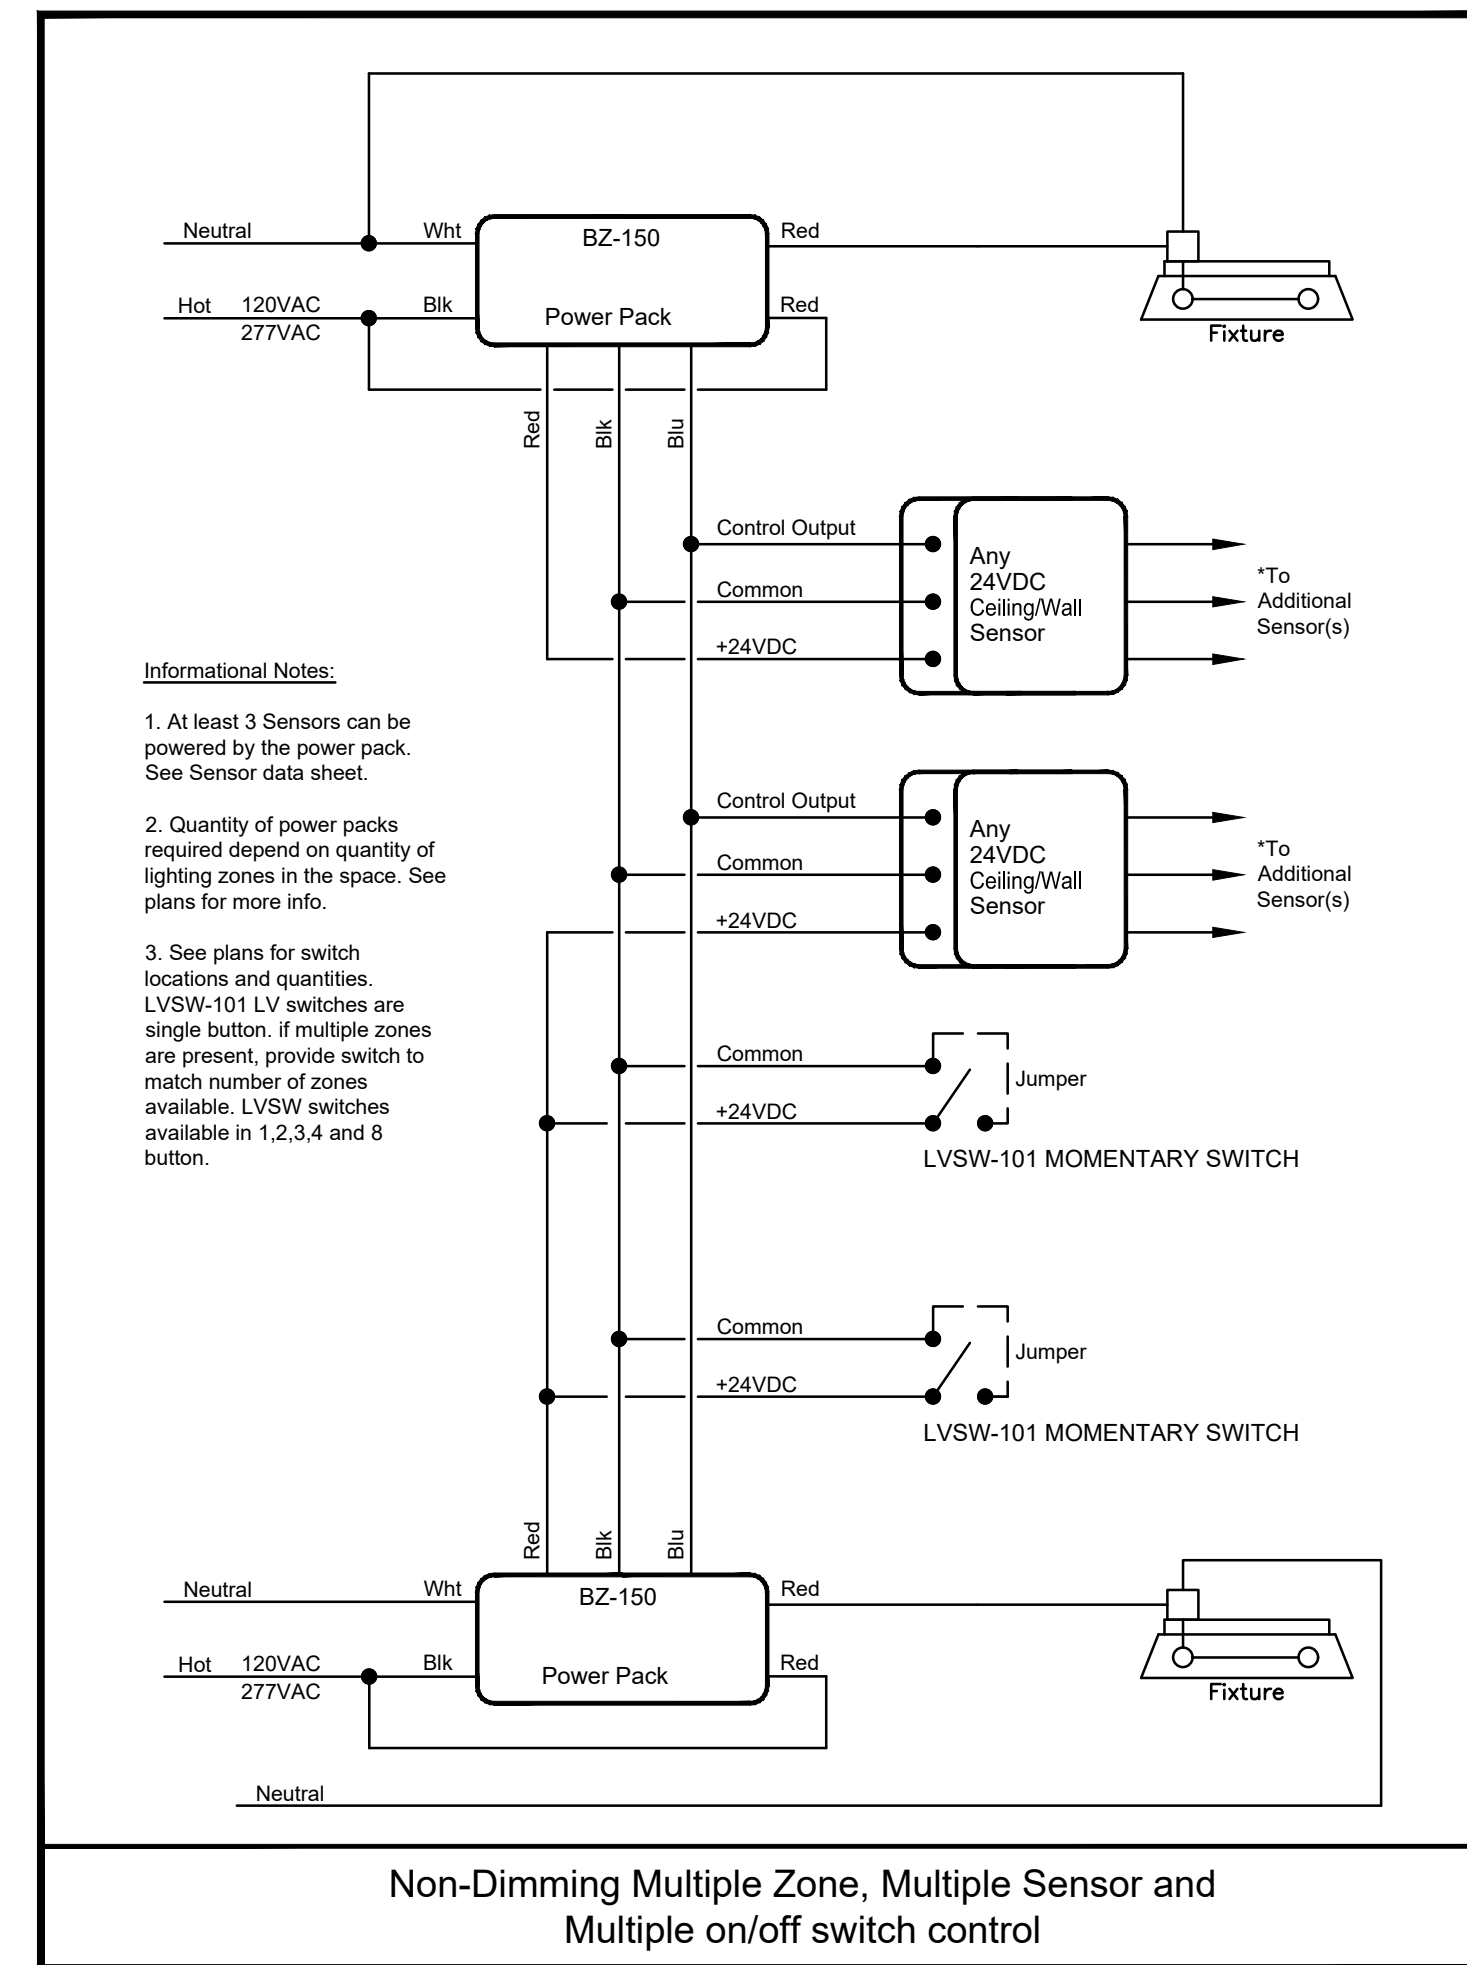 Neutral
Wht
BZ-150
Red
Hot
120VAC
277VAC
Blk
Power Pack
Red
Fixture
Red
Blk
Blu
Control Output
Common
+24VDC
Any
24VDC
Ceiling/Wall
Sensor
*To
Additional
Sensor(s)
Informational Notes:
1. At least 3 Sensors can be
powered by the power pack.
See Sensor data sheet.
2. Quantity of power packs
required depend on quantity of
lighting zones in the space. See
plans for more info.
3. See plans for switch
locations and quantities.
LVSW-101 LV switches are
single button. if multiple zones
are present, provide switch to
match number of zones
available. LVSW switches
available in 1,2,3,4 and 8
button.
Control Output
Common
+24VDC
Any
24VDC
Ceiling/Wall
Sensor
*To
Additional
Sensor(s)
Common
+24VDC
Jumper
LVSW-101 MOMENTARY SWITCH
Common
+24VDC
Jumper
LVSW-101 MOMENTARY SWITCH
Red
Blk
Blu
Neutral
Wht
BZ-150
Red
Hot
120VAC
277VAC
Blk
Power Pack
Red
Fixture
Neutral
Non-Dimming Multiple Zone, Multiple Sensor and
Multiple on/off switch control